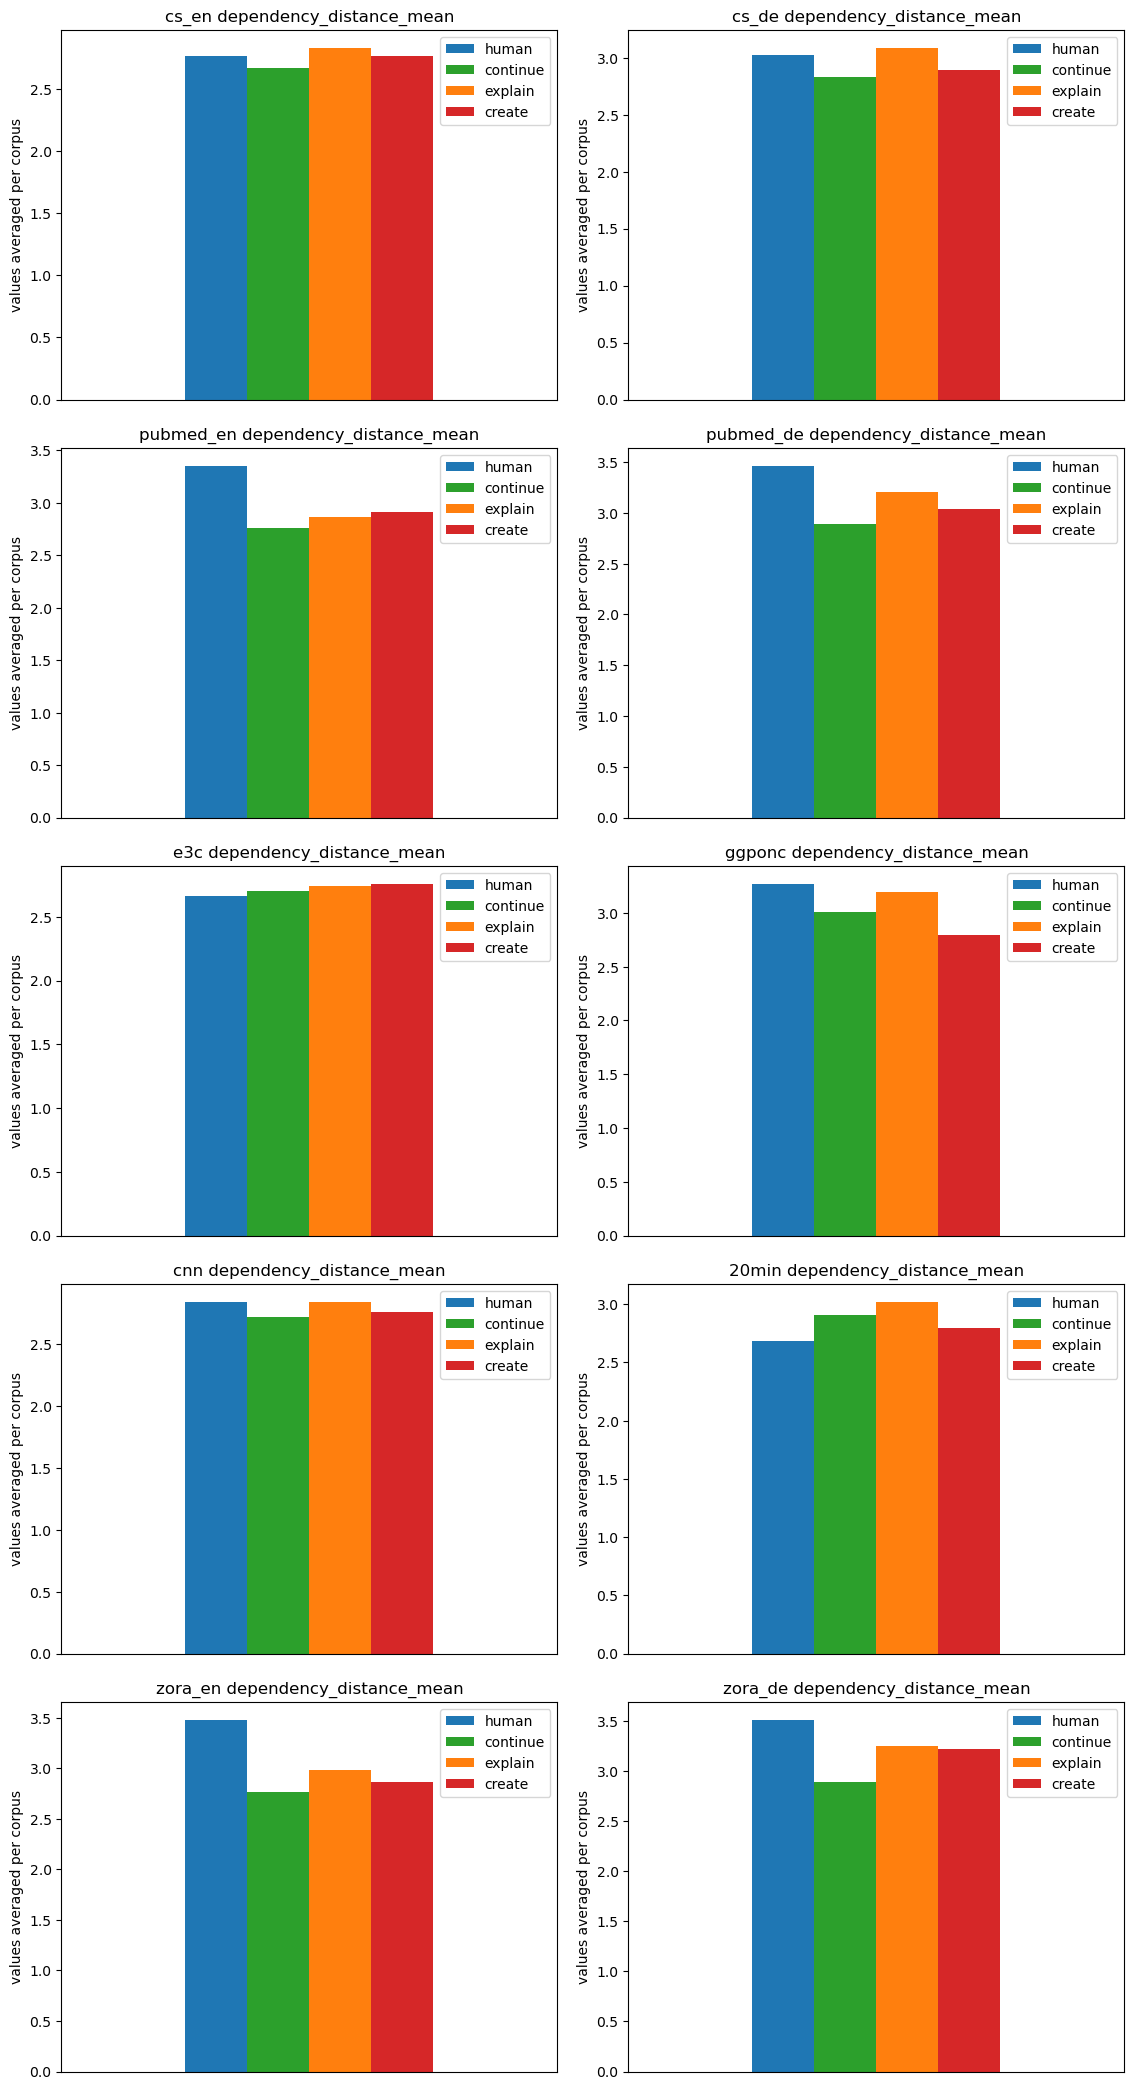 cs_en dependency_distance_mean
values averaged per corpus
2.5
2.0
1.5
1.0
0.5
0.0
human
continue
explain
create
cs_de dependency_distance_mean
values averaged per corpus
3.0
2.5
2.0
1.5
1.0
0.5
0.0
human
continue
explain
create
pubmed_en dependency_distance_mean
values averaged per corpus
3.5
3.0
2.5
2.0
1.5
1.0
0.5
0.0
human
continue
explain
create
pubmed_de dependency_distance_mean
values averaged per corpus
3.5
3.0
2.5
2.0
1.5
1.0
0.5
0.0
human
continue
explain
create
e3c dependency_distance_mean
values averaged per corpus
2.5
2.0
1.5
1.0
0.5
0.0
human
continue
explain
create
ggponc dependency_distance_mean
values averaged per corpus
3.0
2.5
2.0
1.5
1.0
0.5
0.0
human
continue
explain
create
cnn dependency_distance_mean
values averaged per corpus
2.5
2.0
1.5
1.0
0.5
0.0
human
continue
explain
create
20min dependency_distance_mean
values averaged per corpus
3.0
2.5
2.0
1.5
1.0
0.5
0.0
human
continue
explain
create
zora_en dependency_distance_mean
values averaged per corpus
3.5
3.0
2.5
2.0
1.5
1.0
0.5
0.0
human
continue
explain
create
zora_de dependency_distance_mean
values averaged per corpus
3.5
3.0
2.5
2.0
1.5
1.0
0.5
0.0
human
continue
explain
create